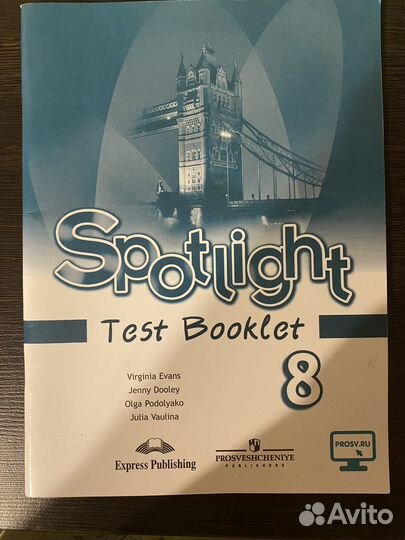 Spotlight
Test Booklet
8
Virginia Evans
Jenny Dooley
Olga Podolyako
Julia Vaulina
Express Publishing
PROSVESHCHENIYE
PUBLISHERS
PROSV.RU
Avito